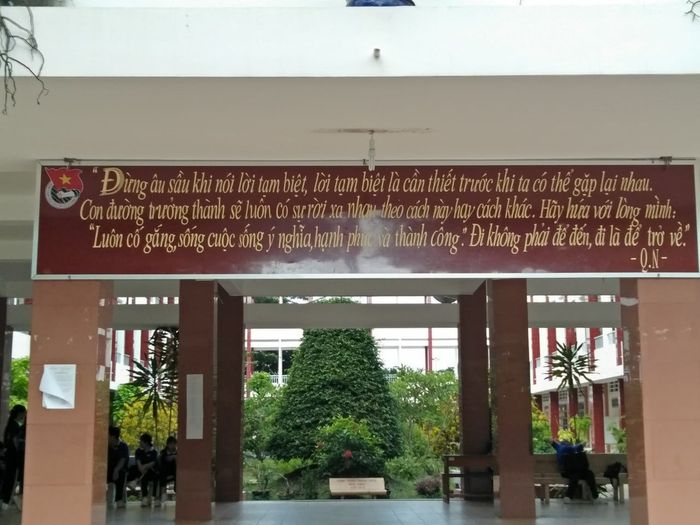 "Đừng âu sầu khi nói lời tạm biệt, lời tạm biệt là cần thiết trước khi ta có thể gặp lại nhau.
Con đường trưởng thành sẽ luôn có sự rời xa nhau theo cách này hay cách khác. Hãy hứa với lòng mình:
"Luôn cố gắng, sống cuộc sống ý nghĩa, hạnh phúc và thành công". Đi không phải để đến, đi là để trở về."
- Q.N -